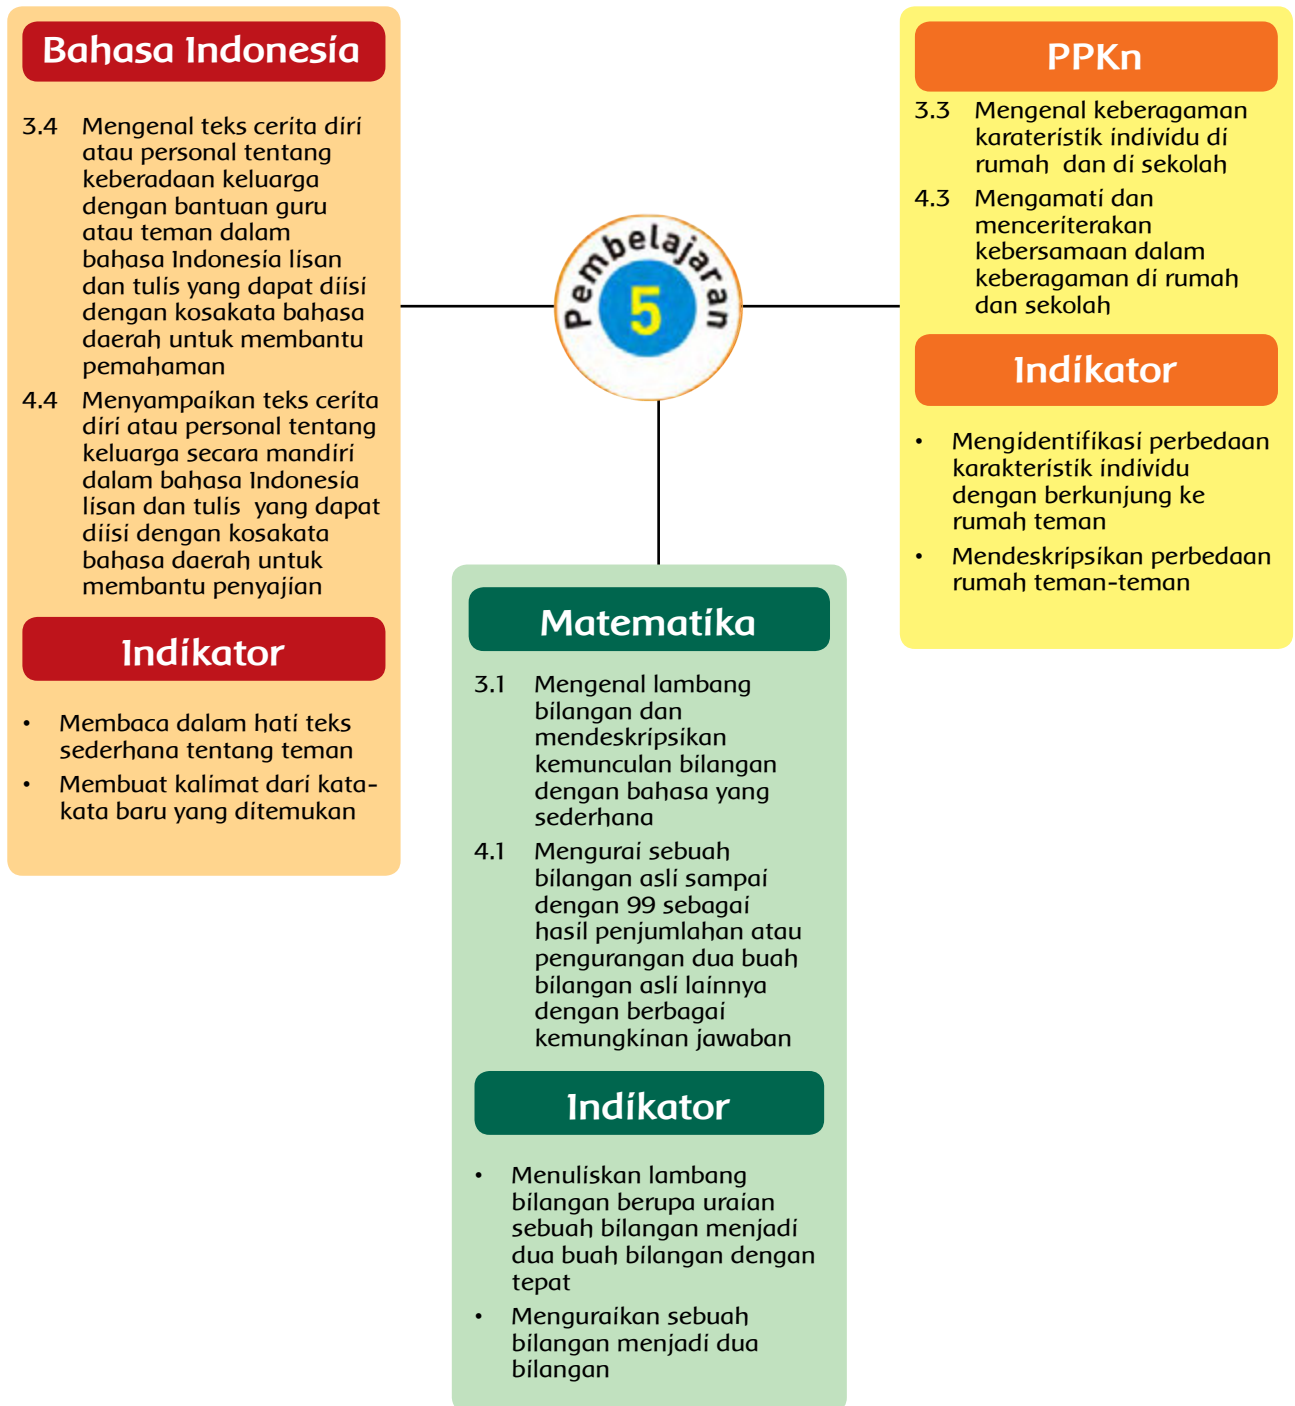 Bahasa Indonesia
3.4 Mengenal teks cerita diri
atau personal tentang
keberadaan keluarga
dengan bantuan guru
atau teman dalam
bahasa Indonesia lisan
dan tulis yang dapat diisi
dengan kosakata bahasa
daerah untuk membantu
pemahaman
4.4 Menyampaikan teks cerita
diri atau personal tentang
keluarga secara mandiri
dalam bahasa Indonesia
lisan dan tulis yang dapat
diisi dengan kosakata
bahasa daerah untuk
membantu penyajian
Indikator
• Membaca dalam hati teks
sederhana tentang teman
• Membuat kalimat dari kata-
kata baru yang ditemukan
Pembelajaran
5
PPKn
3.3 Mengenal keberagaman
karateristik individu di
rumah dan di sekolah
4.3 Mengamati dan
menceriterakan
kebersamaan dalam
keberagaman di rumah
dan sekolah
Indikator
• Mengidentifikasi perbedaan
karakteristik individu
dengan berkunjung ke
rumah teman
• Mendeskripsikan perbedaan
rumah teman-teman
Matematika
3.1 Mengenal lambang
bilangan dan
mendeskripsikan
kemunculan bilangan
dengan bahasa yang
sederhana
4.1 Mengurai sebuah
bilangan asli sampai
dengan 99 sebagai
hasil penjumlahan atau
pengurangan dua buah
bilangan asli lainnya
dengan berbagai
kemungkinan jawaban
Indikator
• Menuliskan lambang
bilangan berupa uraian
sebuah bilangan menjadi
dua buah bilangan dengan
tepat
• Menguraikan sebuah
bilangan menjadi dua
bilangan